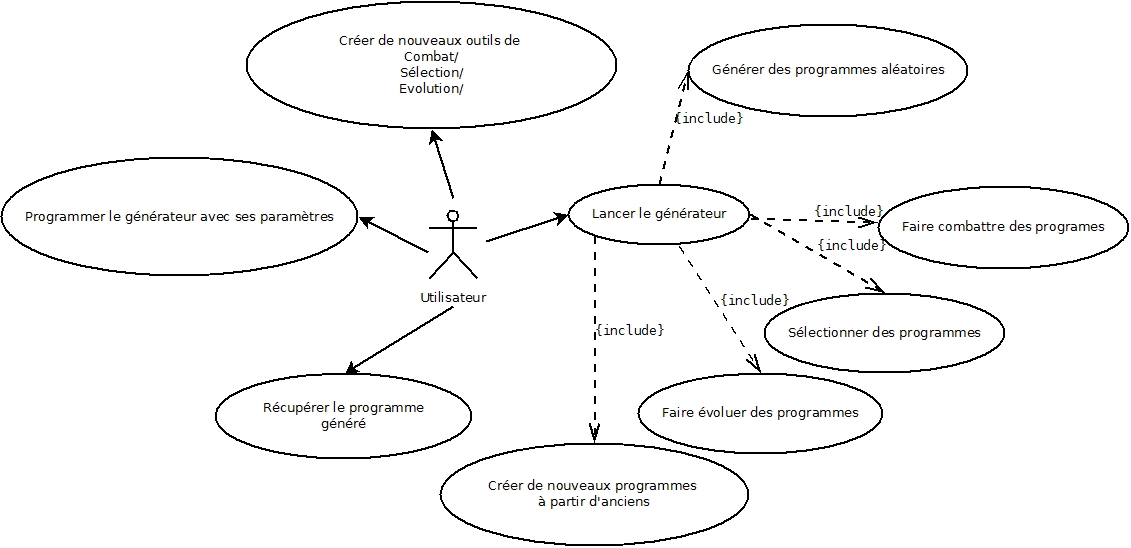 Créer de nouveaux outils de
Combat/
Sélection/
Evolution/
Générer des programmes aléatoires
{include}
Programmer le générateur avec ses paramètres
Lancer le générateur
{include}
Faire combattre des programes
{include}
Utilisateur
{include}
Sélectionner des programmes
{include}
Récupérer le programme
généré
Faire évoluer des programmes
Créer de nouveaux programmes
à partir d'anciens